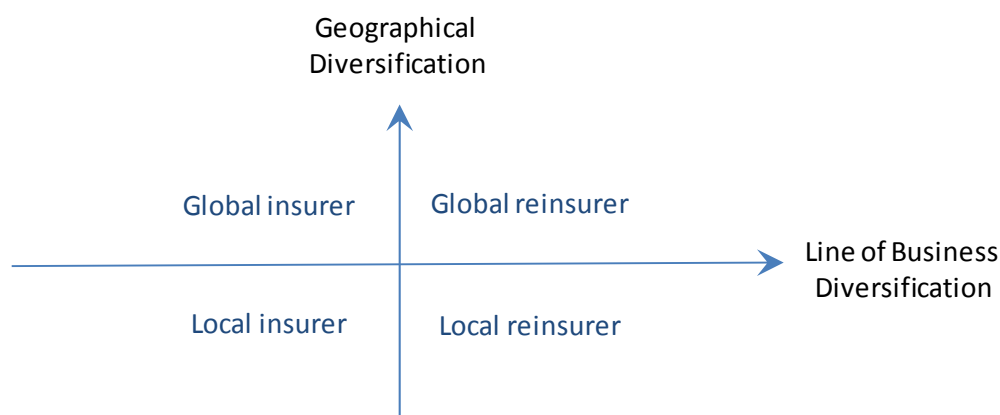 Geographical
Diversification
Global insurer
Global reinsurer
Line of Business
Diversification
Local insurer
Local reinsurer